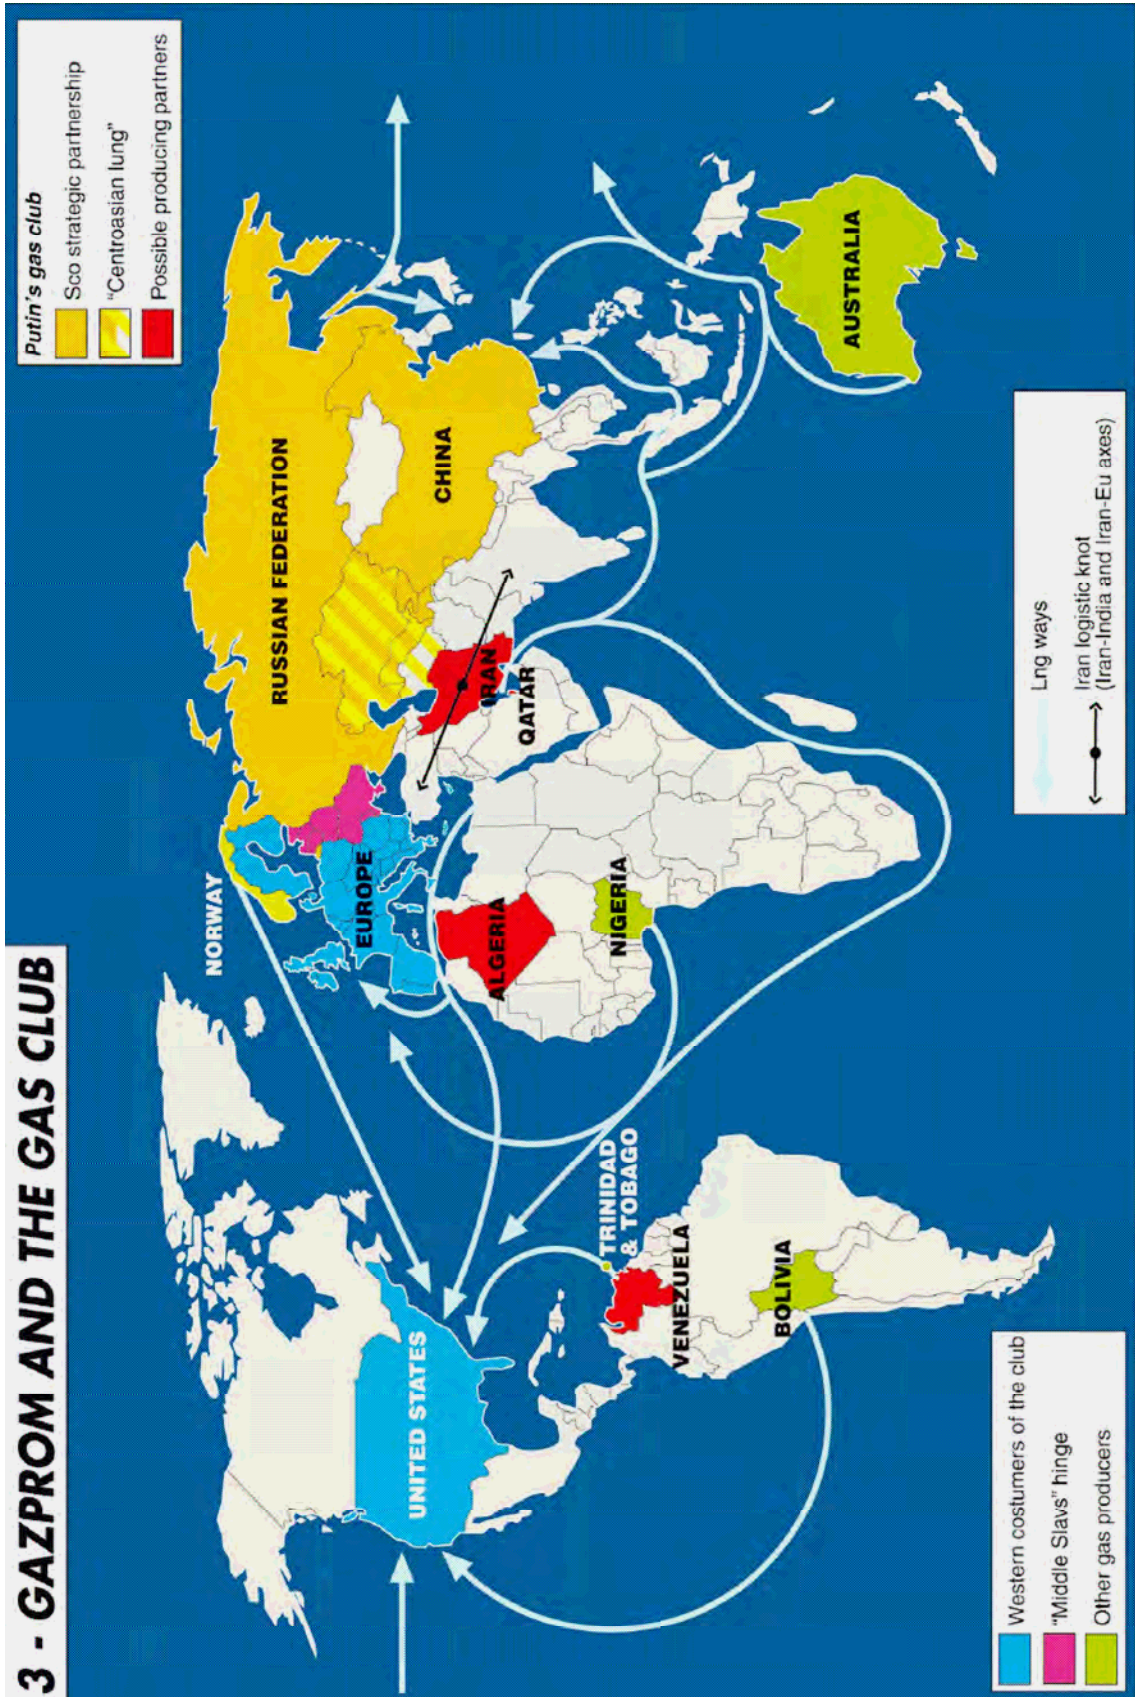 3 - GAZPROM AND THE GAS CLUB
Putin's gas club
Sco strategic partnership
"Centroasian lung"
Possible producing partners
NORWAY
RUSSIAN FEDERATION
EUROPE
CHINA
UNITED STATES
IRAN
QATAR
ALGERIA
NIGERIA
TRINIDAD
& TOBAGO
VENEZUELA
BOLIVIA
AUSTRALIA
Western costumers of the club
"Middle Slavs" hinge
Other gas producers
Lng ways
Iran logistic knot
(Iran-India and Iran-Eu axes)